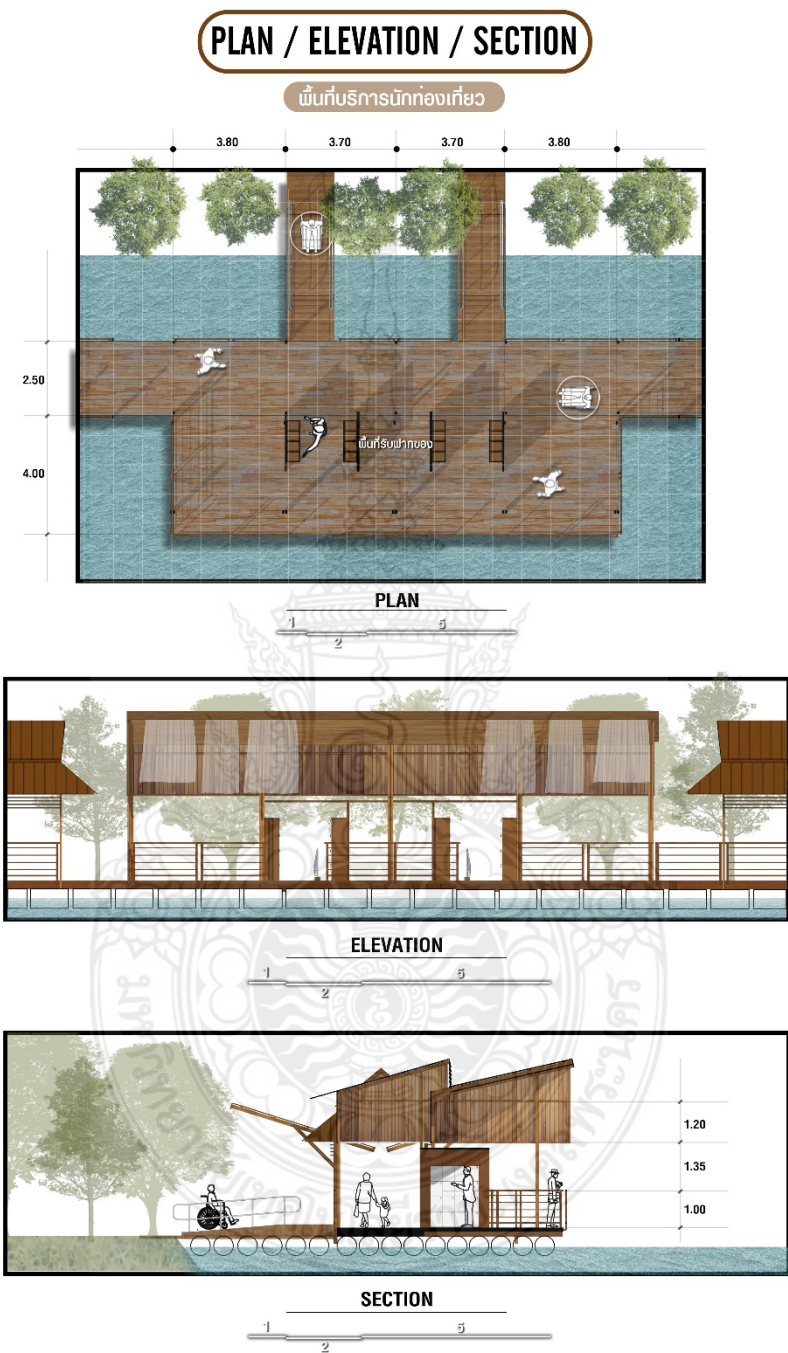 PLAN / ELEVATION / SECTION
พื้นที่บริการนักท่องเที่ยว
3.80 3.70 3.70 3.80
2.50
4.00
พื้นที่รับฝากของ
PLAN
1 5
2
ELEVATION
1 5
2
1.20
1.35
1.00
SECTION
1 5
2